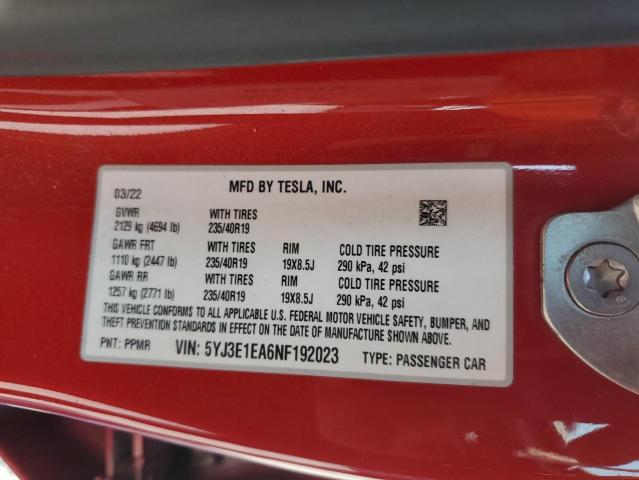 MFD BY TESLA, INC.
03/22
GVWR WITH TIRES
2129 kg (4694 lb) 235/40R19
GAWR FRT WITH TIRES RIM COLD TIRE PRESSURE
1110 kg (2447 lb) 235/40R19 19X8.5J 290 kPa, 42 psi
GAWR RR WITH TIRES RIM COLD TIRE PRESSURE
1257 kg (2771 lb) 235/40R19 19X8.5J 290 kPa, 42 psi
THIS VEHICLE CONFORMS TO ALL APPLICABLE U.S. FEDERAL MOTOR VEHICLE SAFETY, BUMPER, AND
THEFT PREVENTION STANDARDS IN EFFECT ON THE DATE OF MANUFACTURE SHOWN ABOVE.
PNT: PPMR VIN: 5YJ3E1EA6NF192023 TYPE: PASSENGER CAR